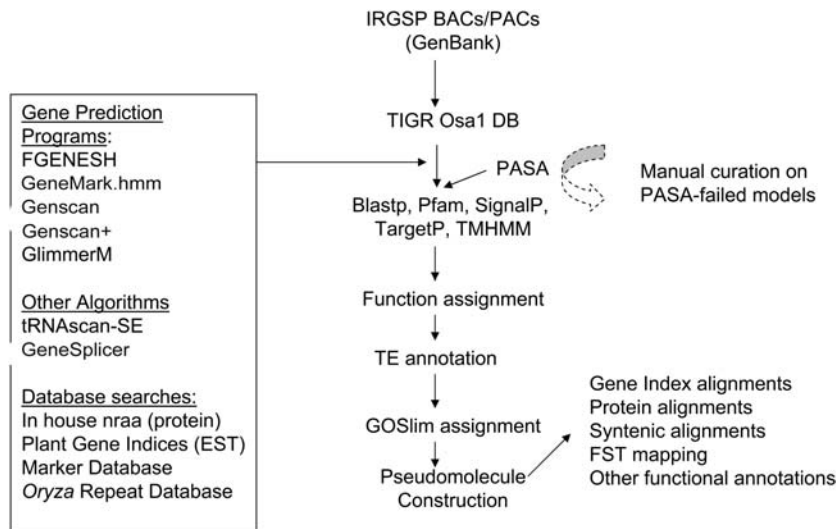 IRGSP BACs/PACs
(GenBank)
TIGR Osa1 DB
Gene Prediction
Programs:
FGENESH
GeneMark.hmm
Genscan
Genscan+
GlimmerM
Other Algorithms
tRNAscan-SE
GeneSplicer
Database searches:
In house nraa (protein)
Plant Gene Indices (EST)
Marker Database
Oryza Repeat Database
PASA
Manual curation on
PASA-failed models
Blastp, Pfam, SignalP,
TargetP, TMHMM
Function assignment
TE annotation
GOSlim assignment
Pseudomolecule
Construction
Gene Index alignments
Protein alignments
Syntenic alignments
FST mapping
Other functional annotations